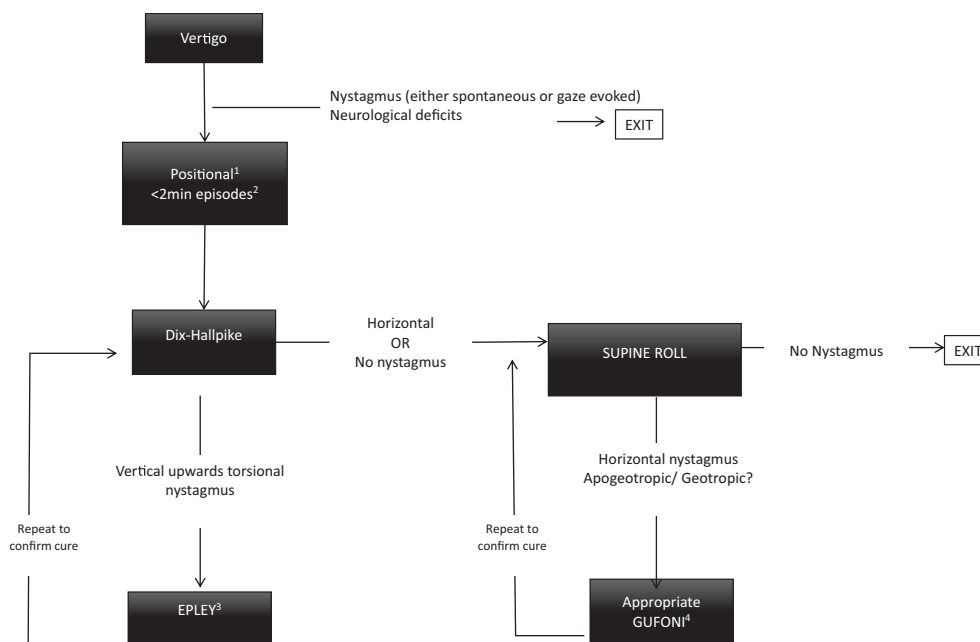 Vertigo
Nystagmus (either spontaneous or gaze evoked)
Neurological deficits
EXIT
Positional¹
<2min episodes²
Dix-Hallpike
Horizontal
OR
No nystagmus
SUPINE ROLL
No Nystagmus
EXIT
Vertical upwards torsional
nystagmus
Horizontal nystagmus
Apogeotropic/ Geotropic?
Repeat to
confirm cure
Repeat to
confirm cure
EPLEY³
Appropriate
GUFONI⁴